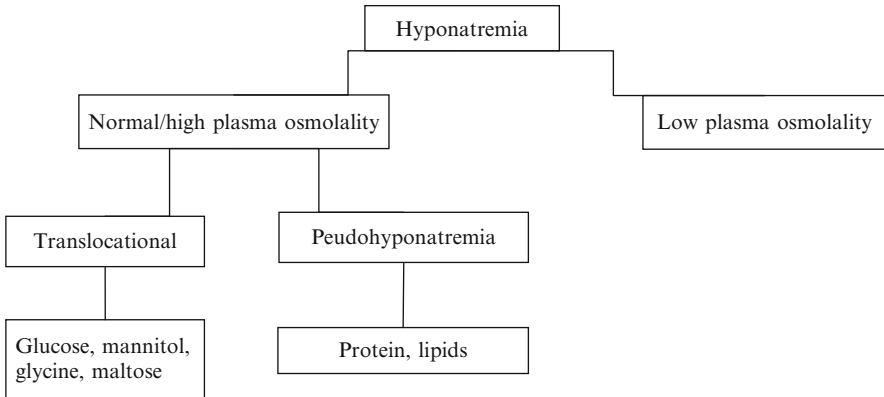 Hyponatremia
Normal/high plasma osmolality
Low plasma osmolality
Translocational
Peudohyponatremia
Glucose, mannitol,
glycine, maltose
Protein, lipids